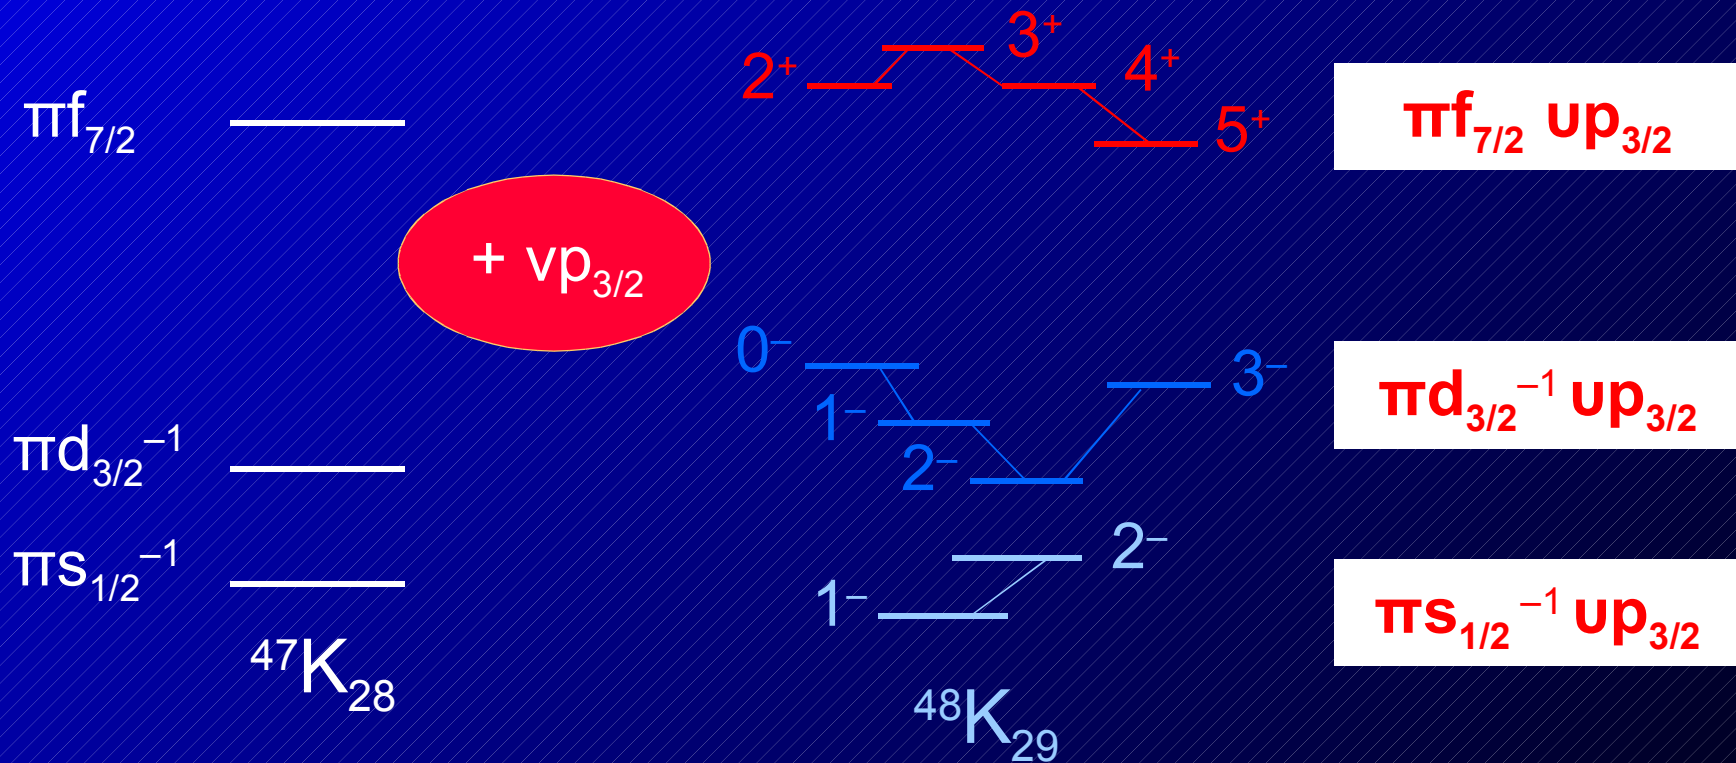 πf₇/₂
πd₃/₂⁻¹
πs₁/₂⁻¹
⁴⁷K₂₈
+ νp₃/₂
2⁺
3⁺
4⁺
5⁺
0⁻
1⁻
2⁻
3⁻
1⁻
2⁻
⁴⁸K₂₉
πf₇/₂ υp₃/₂
πd₃/₂⁻¹ υp₃/₂
πs₁/₂⁻¹ υp₃/₂